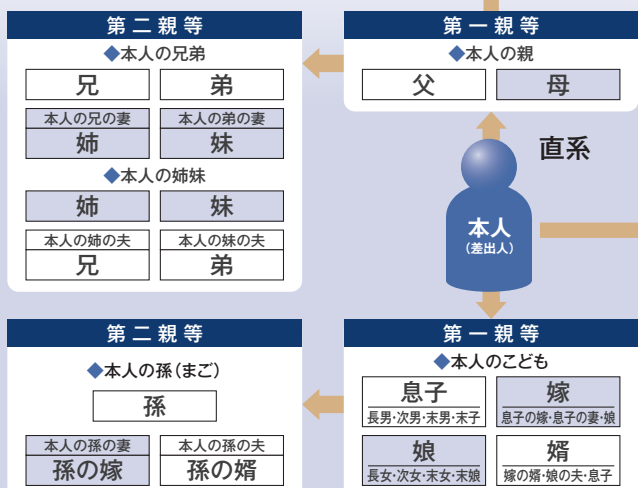 第二親等
◆本人の兄弟
兄
弟
本人の兄の妻
姉
本人の弟の妻
妹
◆本人の姉妹
姉
妹
本人の姉の夫
兄
本人の妹の夫
弟
第一親等
◆本人の親
父
母
直系
本人
(差出人)
第二親等
◆本人の孫(まご)
孫
本人の孫の妻
孫の嫁
本人の孫の夫
孫の婿
第一親等
◆本人のこども
息子
長男・次男・末男・末子
嫁
息子の嫁・息子の妻・娘
娘
長女・次女・末女・末娘
婿
嫁の婿・娘の夫・息子